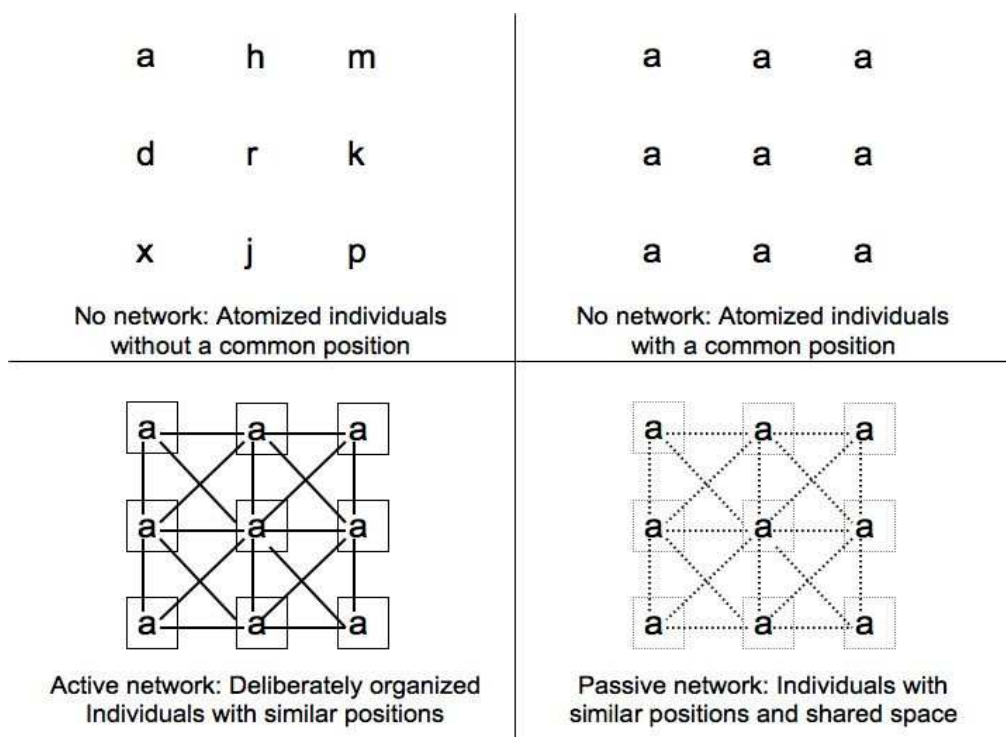 a h m
d r k
x j p
No network: Atomized individuals
without a common position
a a a
a a a
a a a
No network: Atomized individuals
with a common position
a a a
a a a
a a a
Active network: Deliberately organized
Individuals with similar positions
a a a
a a a
a a a
Passive network: Individuals with
similar positions and shared space